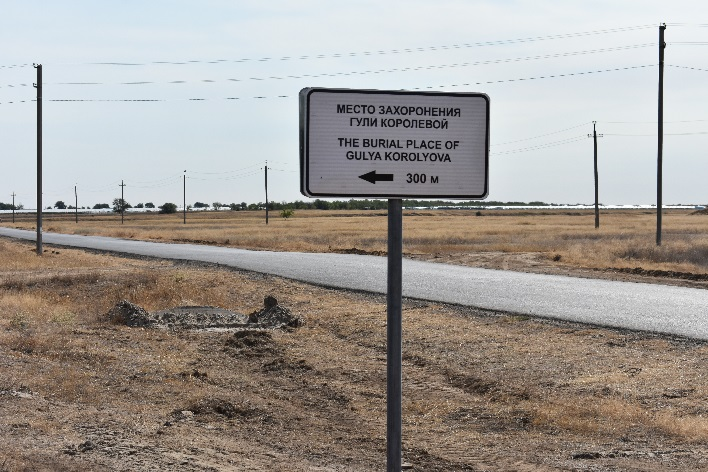 МЕСТО ЗАХОРОНЕНИЯ
ГУЛИ КОРОЛЕВОЙ
THE BURIAL PLACE OF
GULYA KOROLYOVA
← 300 м